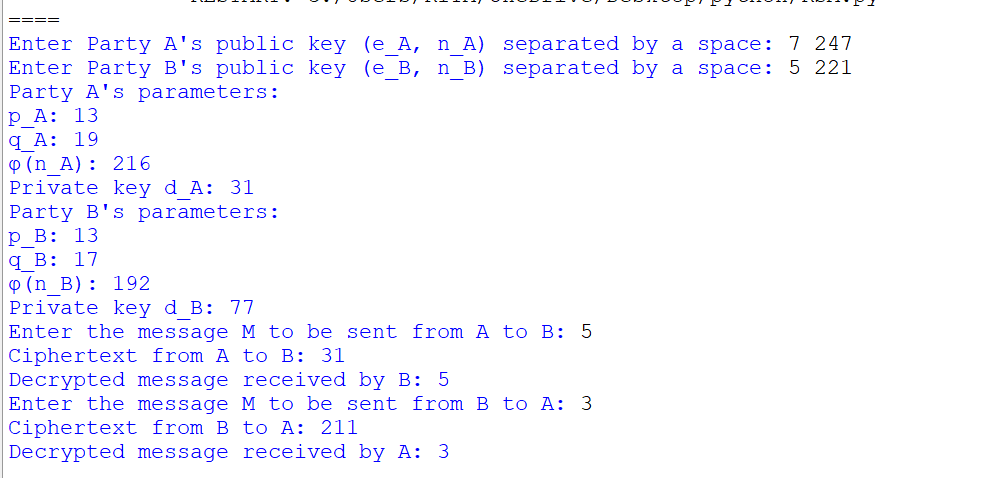 ====
Enter Party A's public key (e_A, n_A) separated by a space: 7 247
Enter Party B's public key (e_B, n_B) separated by a space: 5 221
Party A's parameters:
p_A: 13
q_A: 19
φ(n_A): 216
Private key d_A: 31
Party B's parameters:
p_B: 13
q_B: 17
φ(n_B): 192
Private key d_B: 77
Enter the message M to be sent from A to B: 5
Ciphertext from A to B: 31
Decrypted message received by B: 5
Enter the message M to be sent from B to A: 3
Ciphertext from B to A: 211
Decrypted message received by A: 3